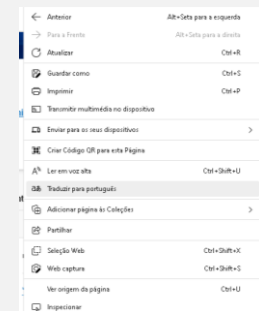 Anterior Alt+Seta para a esquerda
Para a frente Alt+Seta para a direita
Atualizar Ctrl+R
Guardar como Ctrl+S
Imprimir Ctrl+P
Transmitir multimédia no dispositivo
Enviar para os seus dispositivos
Criar Código QR para esta Página
Ler em voz alta Ctrl+Shift+U
Traduzir para português
Adicionar página às Coleções
Partilhar
Seleção Web Ctrl+Shift+X
Web captura Ctrl+Shift+S
Ver origem da página Ctrl+U
Inspecionar